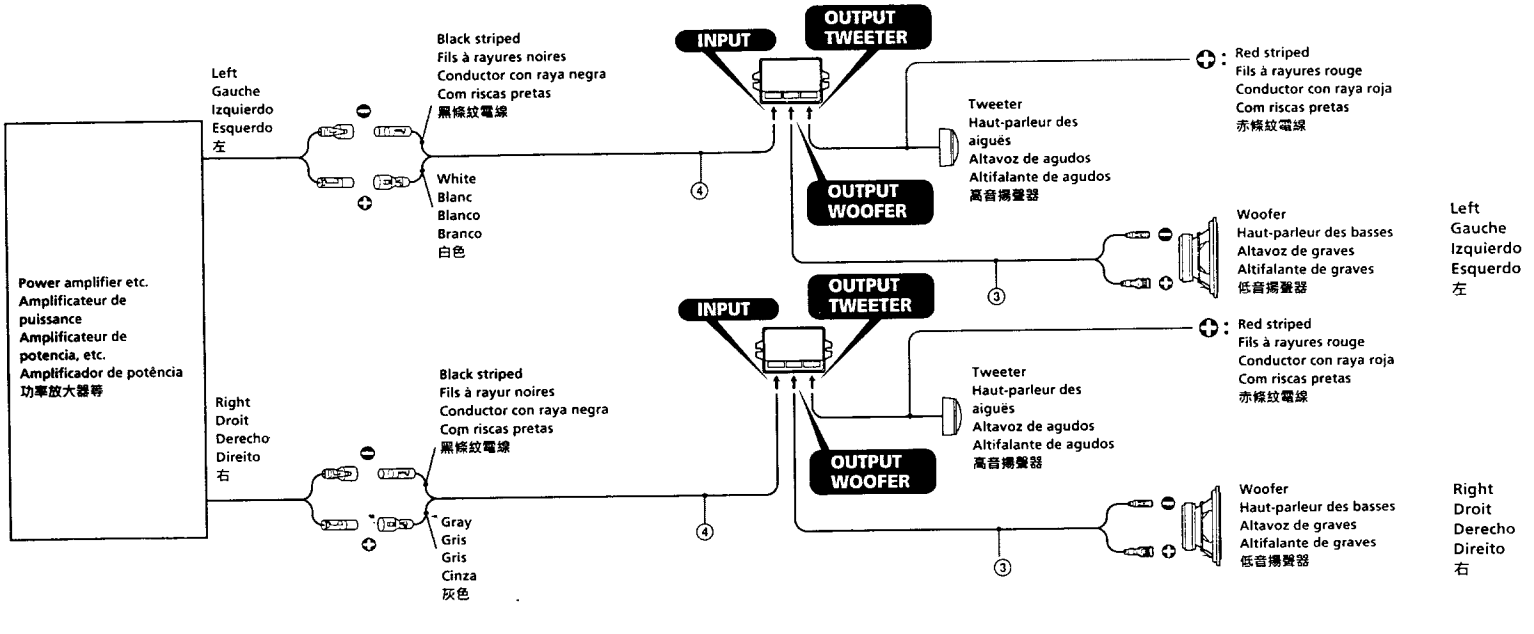 Power amplifier etc.
Amplificateur de
puissance
Amplificateur de
potencia, etc.
Amplificador de potência
功率放大器等
Left
Gauche
Izquierdo
Esquerdo
左
Black striped
Fils à rayures noires
Conductor con raya negra
Com riscas pretas
黑條紋電線
White
Blanc
Blanco
Branco
白色
④
INPUT
OUTPUT
TWEETER
OUTPUT
WOOFER
Tweeter
Haut-parleur des
aiguës
Altavoz de agudos
Altifalante de agudos
高音揚聲器
⊕ :
Red striped
Fils à rayures rouge
Conductor con raya roja
Com riscas pretas
赤條紋電線
③
Woofer
Haut-parleur des basses
Altavoz de graves
Altifalante de graves
低音揚聲器
Left
Gauche
Izquierdo
Esquerdo
左
Right
Droit
Derecho
Direito
右
Black striped
Fils à rayur noires
Conductor con raya negra
Com riscas pretas
黑條紋電線
Gray
Gris
Gris
Cinza
灰色
④
INPUT
OUTPUT
TWEETER
OUTPUT
WOOFER
Tweeter
Haut-parleur des
aiguës
Altavoz de agudos
Altifalante de agudos
高音揚聲器
⊕ :
Red striped
Fils à rayures rouge
Conductor con raya roja
Com riscas pretas
赤條紋電線
③
Woofer
Haut-parleur des basses
Altavoz de graves
Altifalante de graves
低音揚聲器
Right
Droit
Derecho
Direito
右